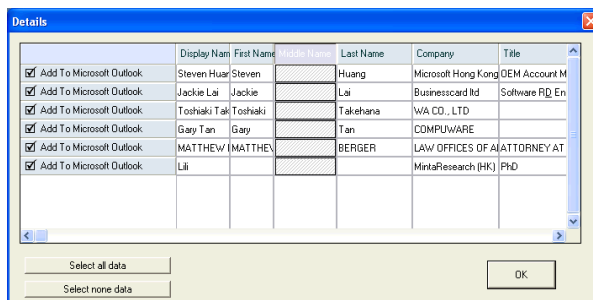 Details
Display Nam First Name Middle Name Last Name Company Title
Add To Microsoft Outlook Steven Huar Steven Huang Microsoft Hong Kong OEM Account M
Add To Microsoft Outlook Jackie Lai Jackie Lai Businesscard ltd Software RD En
Add To Microsoft Outlook Toshiaki Tak Toshiaki Takehana WA CO., LTD
Add To Microsoft Outlook Gary Tan Gary Tan COMPUWARE
Add To Microsoft Outlook MATTHEW MATTHEV BERGER LAW OFFICES OF ATTORNEY AT
Add To Microsoft Outlook Lili MintaResearch (HK) PhD
Select all data
Select none data
OK